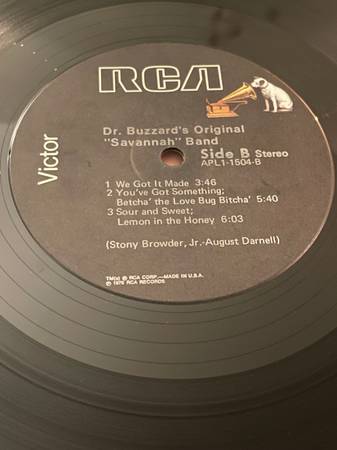 RCA
Victor
Dr. Buzzard's Original
"Savannah" Band
Side B Stereo
APL1-1504-B
1 We Got It Made 3:46
2 You've Got Something;
Betcha' the Love Bug Bitcha' 5:40
3 Sour and Sweet;
Lemon in the Honey 6:03
(Stony Browder, Jr.-August Darnell)
TM(s) ® RCA CORP.—MADE IN U.S.A.
℗ 1976 RCA RECORDS